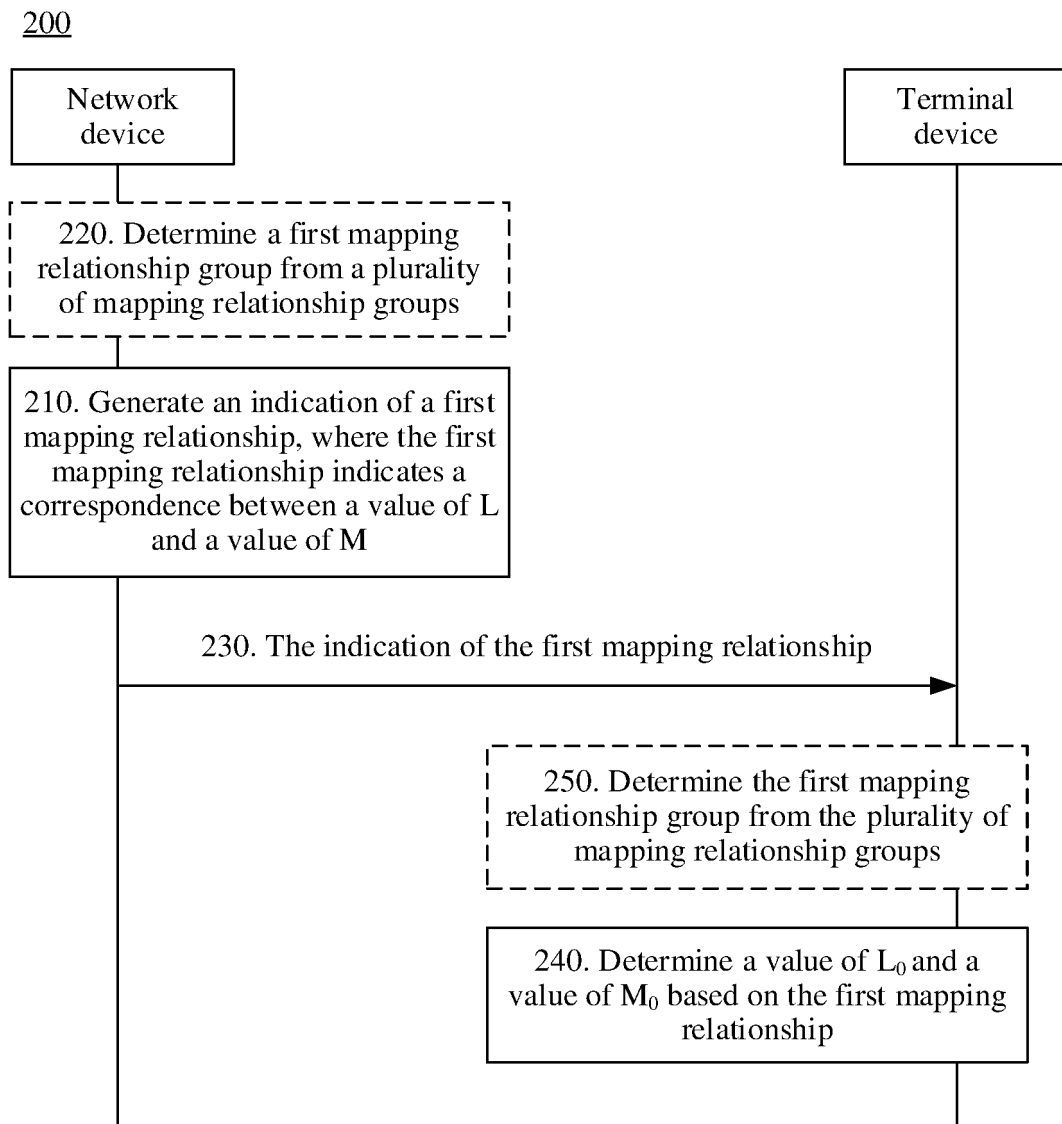 200
Network
device
Terminal
device
220. Determine a first mapping
relationship group from a plurality
of mapping relationship groups
210. Generate an indication of a first
mapping relationship, where the first
mapping relationship indicates a
correspondence between a value of L
and a value of M
230. The indication of the first mapping relationship
250. Determine the first mapping
relationship group from the plurality of
mapping relationship groups
240. Determine a value of L₀ and a
value of M₀ based on the first mapping
relationship